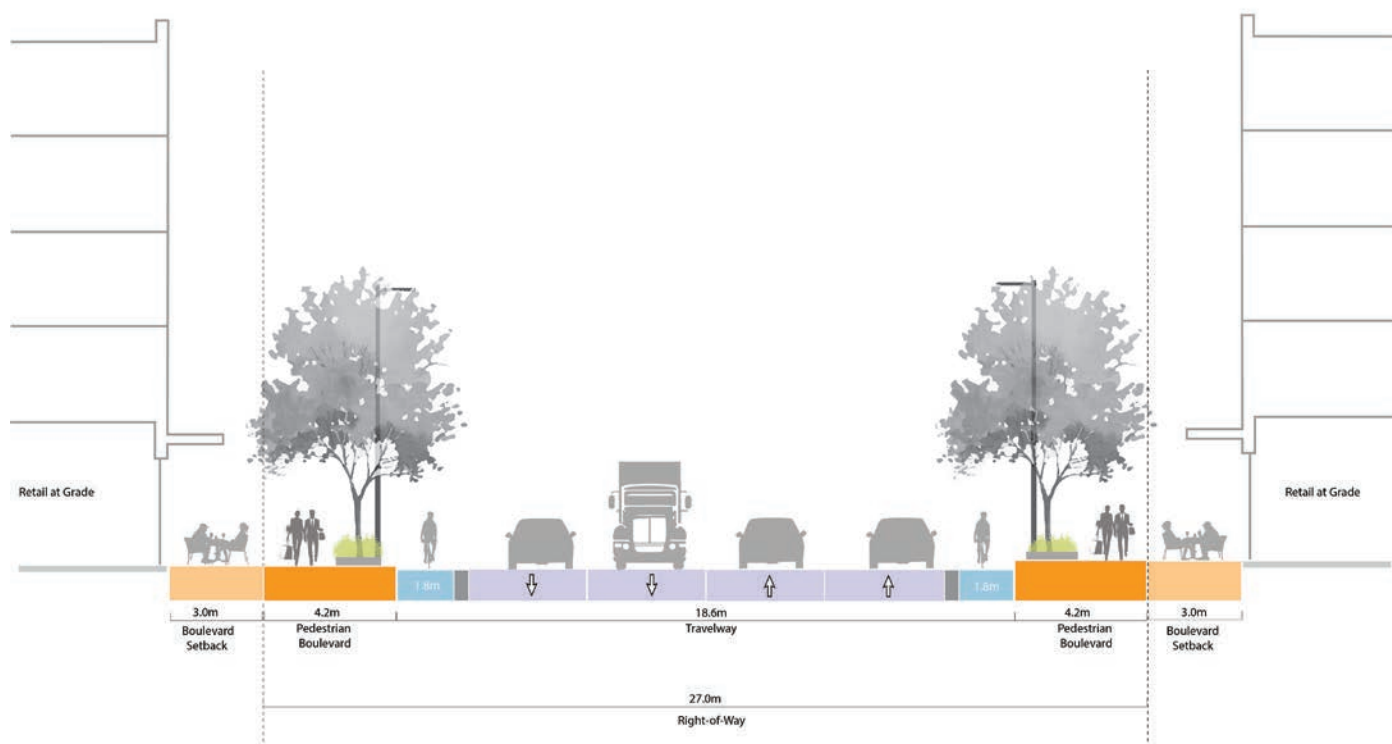 Retail at Grade
Retail at Grade
1.8m
1.8m
3.0m
4.2m
18.6m
4.2m
3.0m
Boulevard
Setback
Pedestrian
Boulevard
Travelway
Pedestrian
Boulevard
Boulevard
Setback
27.0m
Right-of-Way